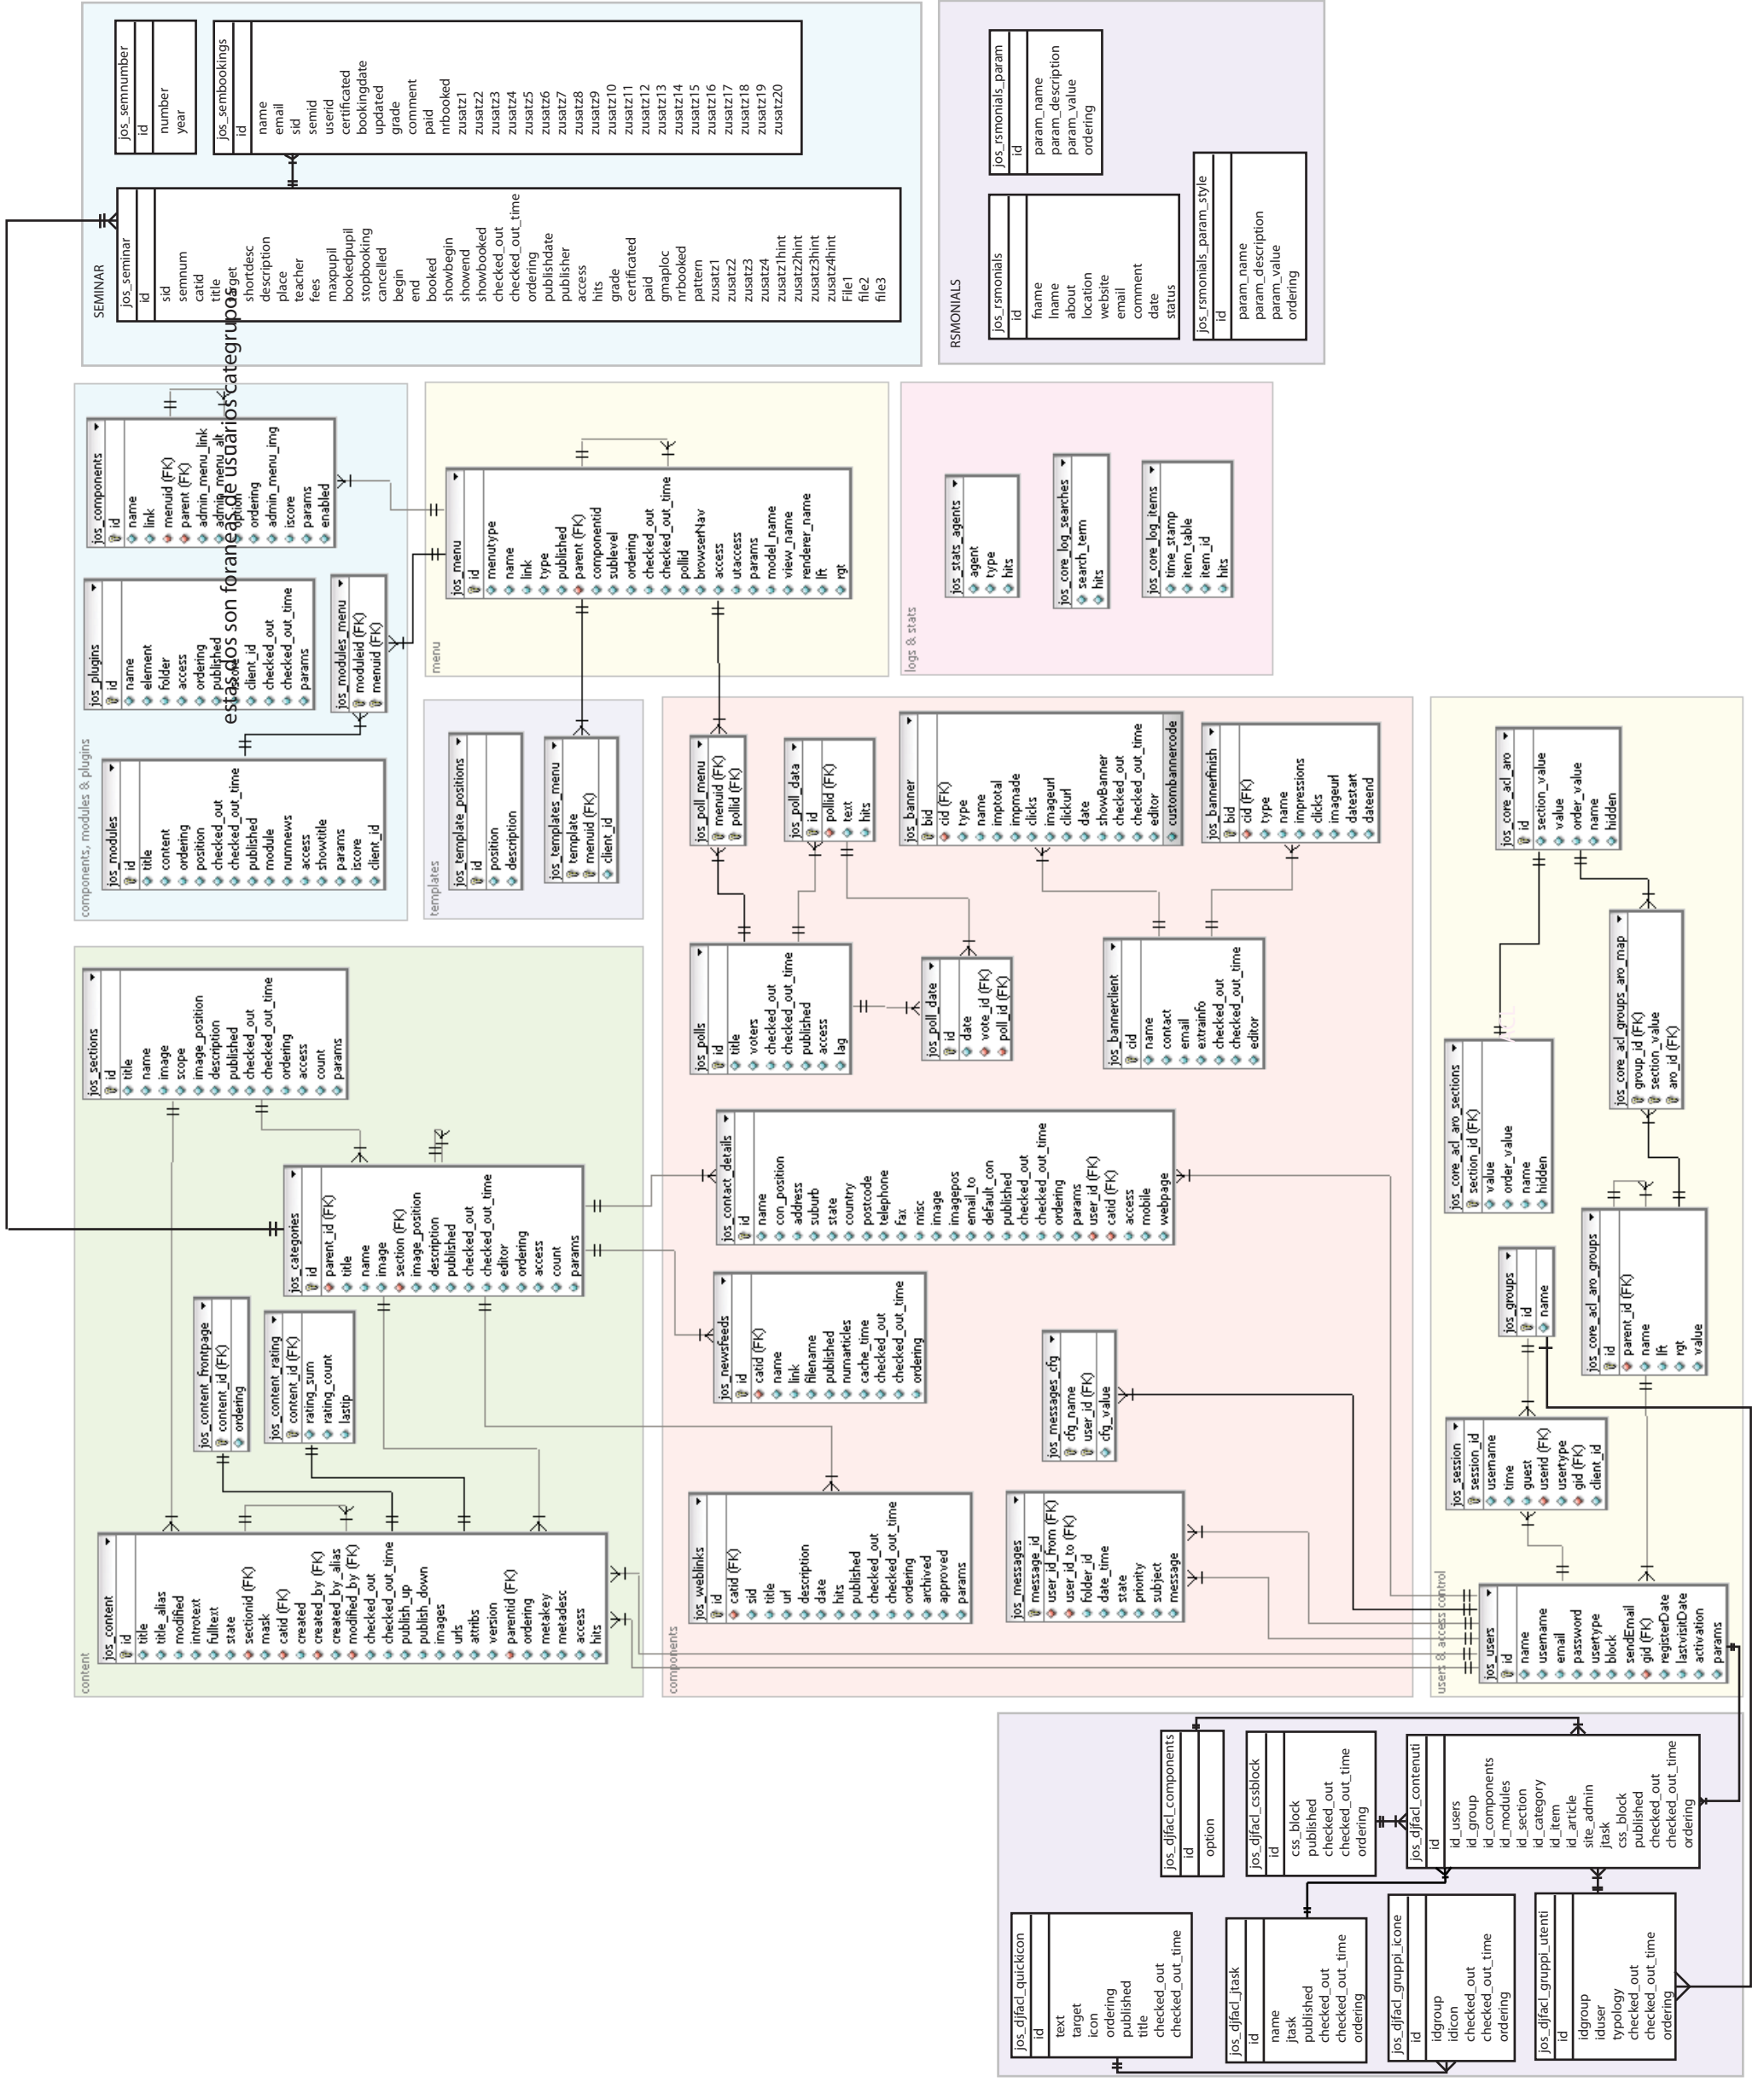 components, modules & plugins
jos_modules
id
title
content
ordering
position
checked_out
checked_out_time
published
module
numnews
access
showtitle
params
iscore
client_id
jos_plugins
id
name
element
folder
access
ordering
published
client_id
checked_out
checked_out_time
params
jos_modules_menu
moduleid (FK)
menuid (FK)
jos_components
id
name
link
menuid (FK)
parent (FK)
admin_menu_link
admin_menu_alt
option
ordering
admin_menu_img
iscore
params
enabled
estas dos son foraneas de usuarios categrupos
SEMINAR
jos_seminar
id
sid
semnum
catid
title
target
shortdesc
description
place
teacher
fees
maxpupil
bookedpupil
stopbooking
cancelled
begin
end
booked
showbegin
showend
showbooked
checked_out
checked_out_time
ordering
publishdate
publisher
access
hits
grade
certificated
paid
gmaploc
nrbooked
pattern
zusatz1
zusatz2
zusatz3
zusatz4
zusatz1hint
zusatz2hint
zusatz3hint
zusatz4hint
File1
file2
file3
jos_semnumber
id
number
year
jos_sembookings
id
name
email
sid
semid
userid
certificated
bookingdate
updated
grade
comment
paid
nrbooked
zusatz1
zusatz2
zusatz3
zusatz4
zusatz5
zusatz6
zusatz7
zusatz8
zusatz9
zusatz10
zusatz11
zusatz12
zusatz13
zusatz14
zusatz15
zusatz16
zusatz17
zusatz18
zusatz19
zusatz20
content
jos_content
id
title
title_alias
modified
introtext
fulltext
state
sectionid (FK)
mask
catid (FK)
created
created_by (FK)
created_by_alias
modified_by (FK)
checked_out
checked_out_time
publish_up
publish_down
images
urls
attribs
version
parentid (FK)
ordering
metakey
metadesc
access
hits
jos_content_frontpage
content_id (FK)
ordering
jos_content_rating
content_id (FK)
rating_sum
rating_count
lastip
jos_categories
id
parent_id (FK)
title
name
image
section (FK)
image_position
description
published
checked_out
checked_out_time
editor
ordering
access
count
params
jos_sections
id
title
name
image
scope
image_position
description
published
checked_out
checked_out_time
ordering
access
count
params
templates
jos_template_positions
id
position
description
jos_templates_menu
template
menuid (FK)
client_id
menu
jos_menu
id
menutype
name
link
type
published
parent (FK)
componentid
sublevel
ordering
checked_out
checked_out_time
pollid
browserNav
access
utaccess
params
model_name
view_name
renderer_name
lft
rgt
components
jos_weblinks
id
catid (FK)
sid
title
url
description
date
hits
published
checked_out
checked_out_time
ordering
archived
approved
params
jos_newsfeeds
id
catid (FK)
name
link
filename
published
numarticles
cache_time
checked_out
checked_out_time
ordering
jos_contact_details
id
name
con_position
address
suburb
state
country
postcode
telephone
fax
misc
image
imagepos
email_to
default_con
published
checked_out
checked_out_time
ordering
params
user_id (FK)
catid (FK)
access
mobile
webpage
jos_polls
id
title
voters
checked_out
checked_out_time
published
access
lag
jos_poll_menu
menuid (FK)
pollid (FK)
jos_poll_data
id
pollid (FK)
text
hits
jos_poll_date
id
date
vote_id (FK)
poll_id (FK)
jos_banner
bid
cid (FK)
type
name
imptotal
impmade
clicks
imageurl
clickurl
date
showBanner
checked_out
checked_out_time
editor
custombannercode
jos_messages
message_id
user_id_from (FK)
user_id_to (FK)
folder_id
date_time
state
priority
subject
message
jos_messages_cfg
cfg_name
user_id (FK)
cfg_value
jos_bannerclient
cid
name
contact
email
extrainfo
checked_out
checked_out_time
editor
jos_bannerfinish
bid
cid (FK)
type
name
impressions
clicks
imageurl
datestart
dateend
logs & stats
jos_stats_agents
agent
type
hits
jos_core_log_searches
search_term
hits
jos_core_log_items
time_stamp
item_table
item_id
hits
RSMONIALS
jos_rsmonials
id
fname
lname
about
location
website
email
comment
date
status
jos_rsmonials_param
id
param_name
param_description
param_value
ordering
jos_rsmonials_param_style
id
param_name
param_description
param_value
ordering
jos_djfacl_quickicon
id
text
target
icon
ordering
published
title
checked_out
checked_out_time
jos_djfacl_components
id
option
jos_djfacl_jtask
id
name
jtask
published
checked_out
checked_out_time
ordering
jos_djfacl_cssblock
id
css_block
published
checked_out
checked_out_time
ordering
jos_djfacl_gruppi_icone
id
idgroup
idicon
checked_out
checked_out_time
ordering
jos_djfacl_contenuti
id
id_users
id_group
id_components
id_modules
id_section
id_category
id_item
id_article
site_admin
jtask
css_block
published
checked_out
checked_out_time
ordering
jos_djfacl_gruppi_utenti
id
idgroup
iduser
typology
checked_out
checked_out_time
ordering
users & access control
jos_users
id
name
username
email
password
usertype
block
sendEmail
gid (FK)
registerDate
lastvisitDate
activation
params
jos_session
session_id
username
time
guest
userid (FK)
usertype
gid (FK)
client_id
jos_groups
id
name
jos_core_acl_aro_sections
section_id (FK)
value
order_value
name
hidden
jos_core_acl_aro
id
section_value
value
order_value
name
hidden
jos_core_acl_aro_groups
id
parent_id (FK)
name
lft
rgt
value
jos_core_acl_groups_aro_map
group_id (FK)
section_value
aro_id (FK)